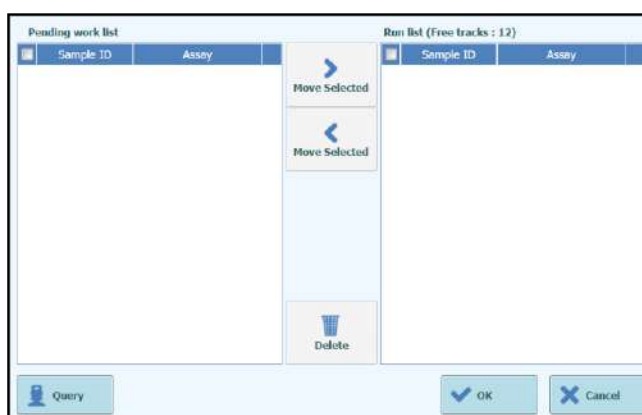 Pending work list
Run list (Free tracks : 12)
Sample ID Assay
Sample ID Assay
Move Selected
Move Selected
Delete
Query
OK
Cancel